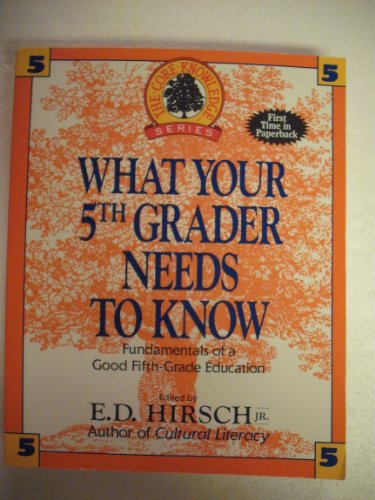 5
5
THE·CORE·KNOWLEDGE
SERIES
First
Time in
Paperback
WHAT YOUR
5TH GRADER
NEEDS
TO KNOW
Fundamentals of a
Good Fifth-Grade Education
Edited by
E.D. HIRSCH JR.
Author of Cultural Literacy
5
5